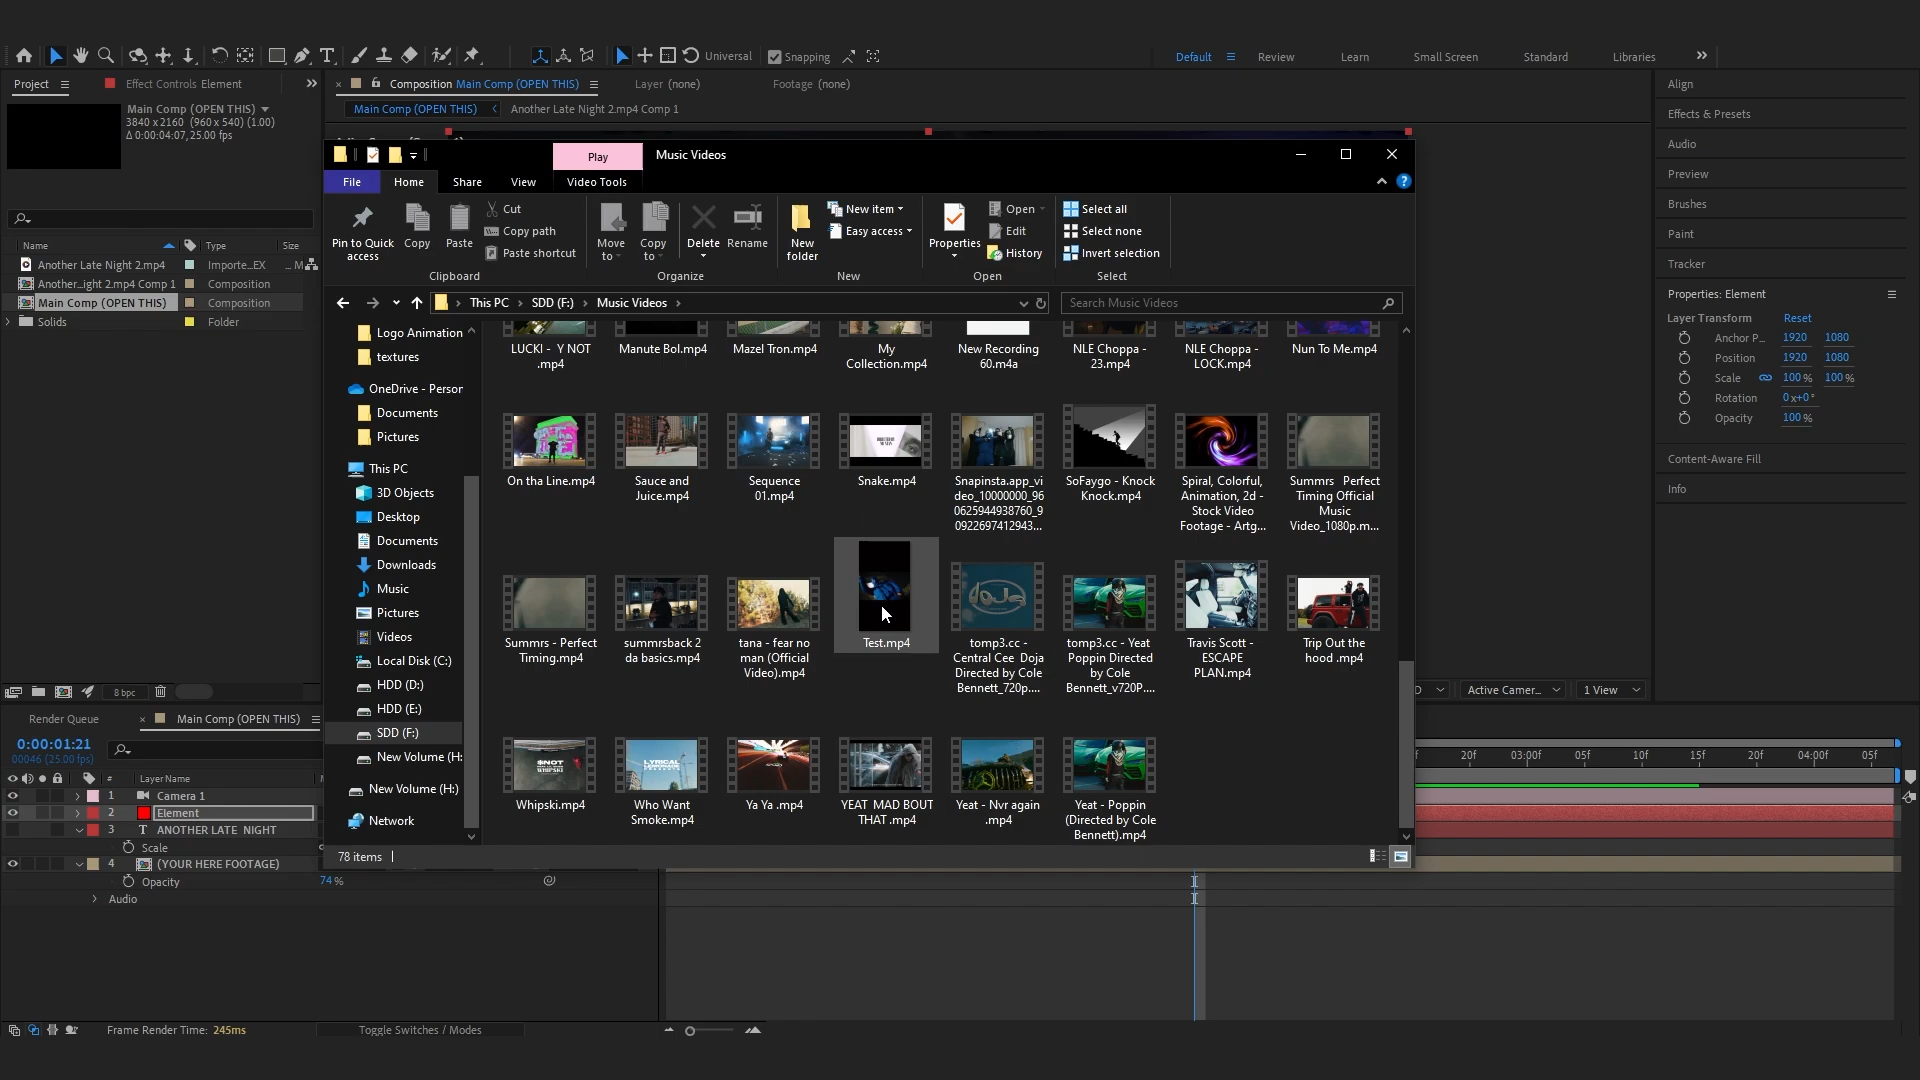 Universal
Snapping
Default
Review
Learn
Small Screen
Standard
Libraries
Project
Effect Controls Element
Composition Main Comp (OPEN THIS)
Layer (none)
Footage (none)
Main Comp (OPEN THIS)
Another Late Night 2.mp4 Comp 1
Main Comp (OPEN THIS)
3840 x 2160 (960 x 540) (1.00)
Δ 0:00:04:07, 25.00 fps
Name
Type
Size
Another Late Night 2.mp4
Importe...EX
... M
Another...ight 2.mp4 Comp 1
Composition
Main Comp (OPEN THIS)
Composition
Solids
Folder
8 bpc
Play
Music Videos
File
Home
Share
View
Video Tools
Pin to Quick access
Copy
Paste
Cut
Copy path
Paste shortcut
Clipboard
Move to
Copy to
Delete
Rename
Organize
New folder
New item
Easy access
New
Properties
Open
Edit
History
Open
Select all
Select none
Invert selection
Select
This PC
SDD (F:)
Music Videos
Search Music Videos
Logo Animation
textures
OneDrive - Person
Documents
Pictures
This PC
3D Objects
Desktop
Documents
Downloads
Music
Pictures
Videos
Local Disk (C:)
HDD (D:)
HDD (E:)
SDD (F:)
New Volume (H:
New Volume (H:)
Network
LUCKI - Y NOT .mp4
Manute Bol.mp4
Mazel Tron.mp4
My Collection.mp4
New Recording 60.m4a
NLE Choppa - 23.mp4
NLE Choppa - LOCK.mp4
Nun To Me.mp4
On tha Line.mp4
Sauce and Juice.mp4
Sequence 01.mp4
Snake.mp4
Snapinsta.app_video_10000000_960625944938760_90922697412943...
SoFaygo - Knock Knock.mp4
Spiral, Colorful, Animation, 2d - Stock Video Footage - Artg...
Summrs Perfect Timing Official Music Video_1080p.m...
Summrs - Perfect Timing.mp4
summrsback 2 da basics.mp4
tana - fear no man (Official Video).mp4
Test.mp4
tomp3.cc - Central Cee Doja Directed by Cole Bennett_720p....
tomp3.cc - Yeat Poppin Directed by Cole Bennett_v720P....
Travis Scott - ESCAPE PLAN.mp4
Trip Out the hood .mp4
Whipski.mp4
Who Want Smoke.mp4
Ya Ya .mp4
YEAT MAD BOUT THAT .mp4
Yeat - Nvr again .mp4
Yeat - Poppin (Directed by Cole Bennett).mp4
78 items
Align
Effects & Presets
Audio
Preview
Brushes
Paint
Tracker
Properties: Element
Layer Transform
Reset
Anchor P...
1920
1080
Position
1920
1080
Scale
100 %
100 %
Rotation
0x+0°
Opacity
100 %
Content-Aware Fill
Info
Active Camer...
1 View
Render Queue
Main Comp (OPEN THIS)
0:00:01:21
00046 (25.00 fps)
#
Layer Name
20f
03:00f
05f
10f
15f
20f
04:00f
05f
1
Camera 1
2
Element
3
T
ANOTHER LATE NIGHT
Scale
4
(YOUR HERE FOOTAGE)
Opacity
74 %
Audio
Frame Render Time: 245ms
Toggle Switches / Modes